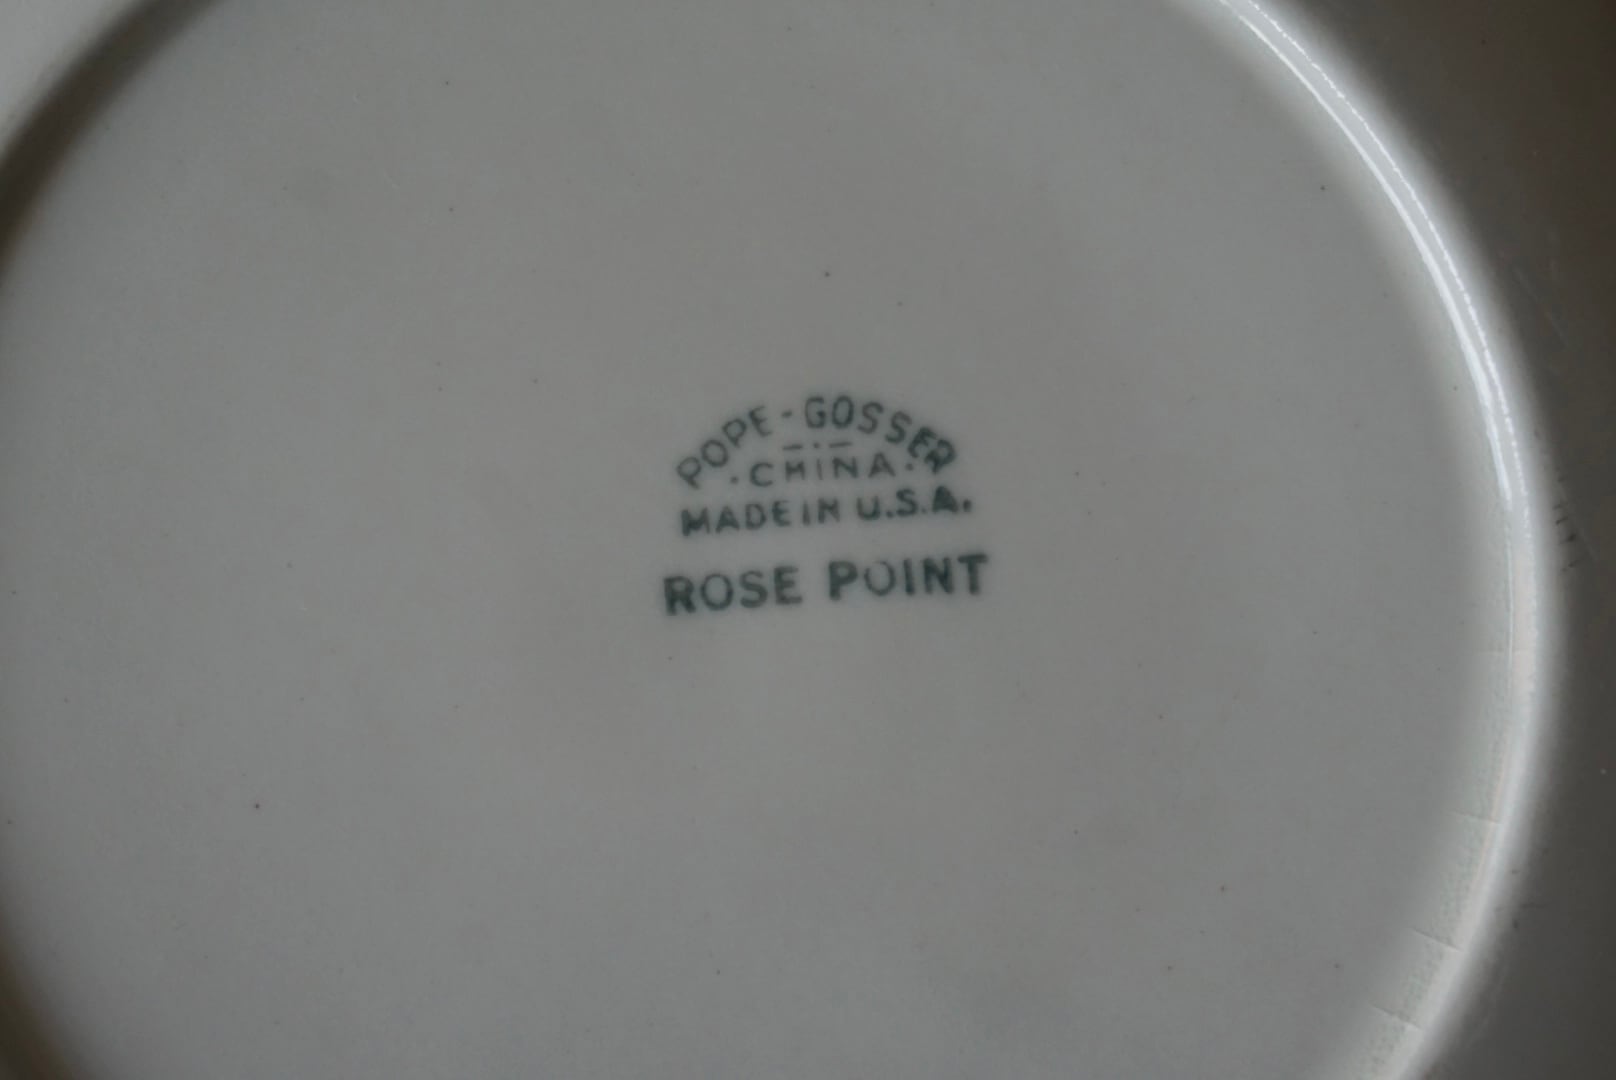 POPE - GOSSER
. CHINA .
MADE IN U.S.A.
ROSE POINT